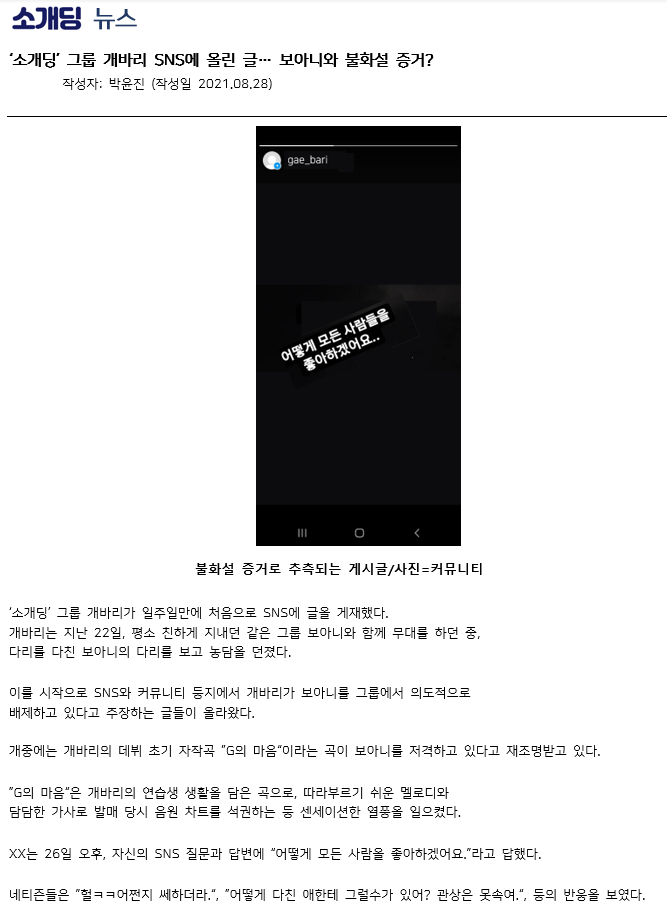 소개딩 뉴스
‘소개딩’ 그룹 개바리 SNS에 올린 글… 보아니와 불화설 증거?
작성자: 박윤진 (작성일 2021.08.28)
gae_bari
어떻게 모든 사람들을
좋아하겠어요..
불화설 증거로 추측되는 게시글/사진=커뮤니티
‘소개딩’ 그룹 개바리가 일주일만에 처음으로 SNS에 글을 게재했다.
개바리는 지난 22일, 평소 친하게 지내던 같은 그룹 보아니와 함께 무대를 하던 중,
다리를 다친 보아니의 다리를 보고 농담을 던졌다.
이를 시작으로 SNS와 커뮤니티 등지에서 개바리가 보아니를 그룹에서 의도적으로
배제하고 있다고 주장하는 글들이 올라왔다.
개중에는 개바리의 데뷔 초기 자작곡 ”G의 마음“이라는 곡이 보아니를 저격하고 있다고 재조명받고 있다.
”G의 마음“은 개바리의 연습생 생활을 담은 곡으로, 따라부르기 쉬운 멜로디와
담담한 가사로 발매 당시 음원 차트를 석권하는 등 센세이션한 열풍을 일으켰다.
XX는 26일 오후, 자신의 SNS 질문과 답변에 “어떻게 모든 사람을 좋아하겠어요.”라고 답했다.
네티즌들은 ”헐ㅋㅋ어쩐지 쎄하더라.“, ”어떻게 다친 애한테 그럴수가 있어? 관상은 못속여.“, 등의 반응을 보였다.